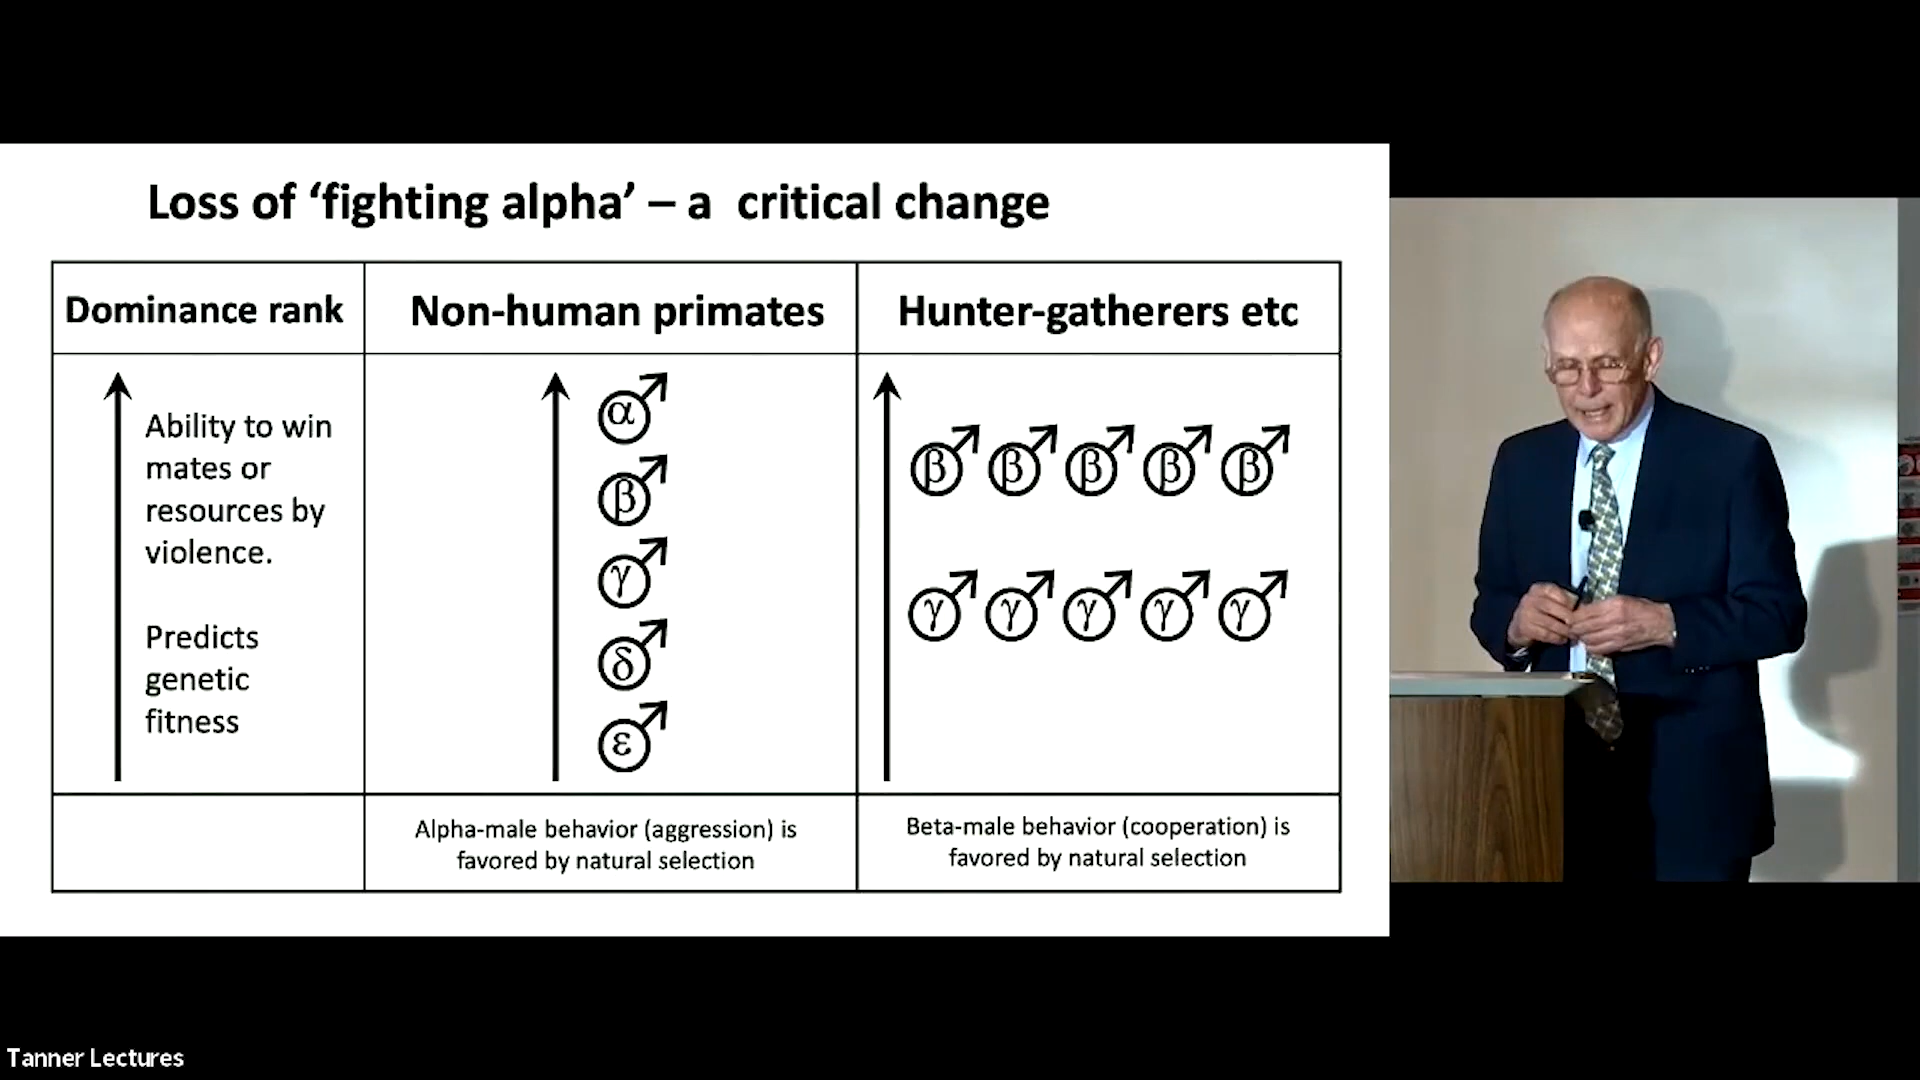 Loss of ‘fighting alpha’ – a critical change
Dominance rank
Non-human primates
Hunter-gatherers etc
Ability to win
mates or
resources by
violence.
Predicts
genetic
fitness
α
β
γ
δ
ε
β β β β β
γ γ γ γ γ
Alpha-male behavior (aggression) is
favored by natural selection
Beta-male behavior (cooperation) is
favored by natural selection
Tanner Lectures